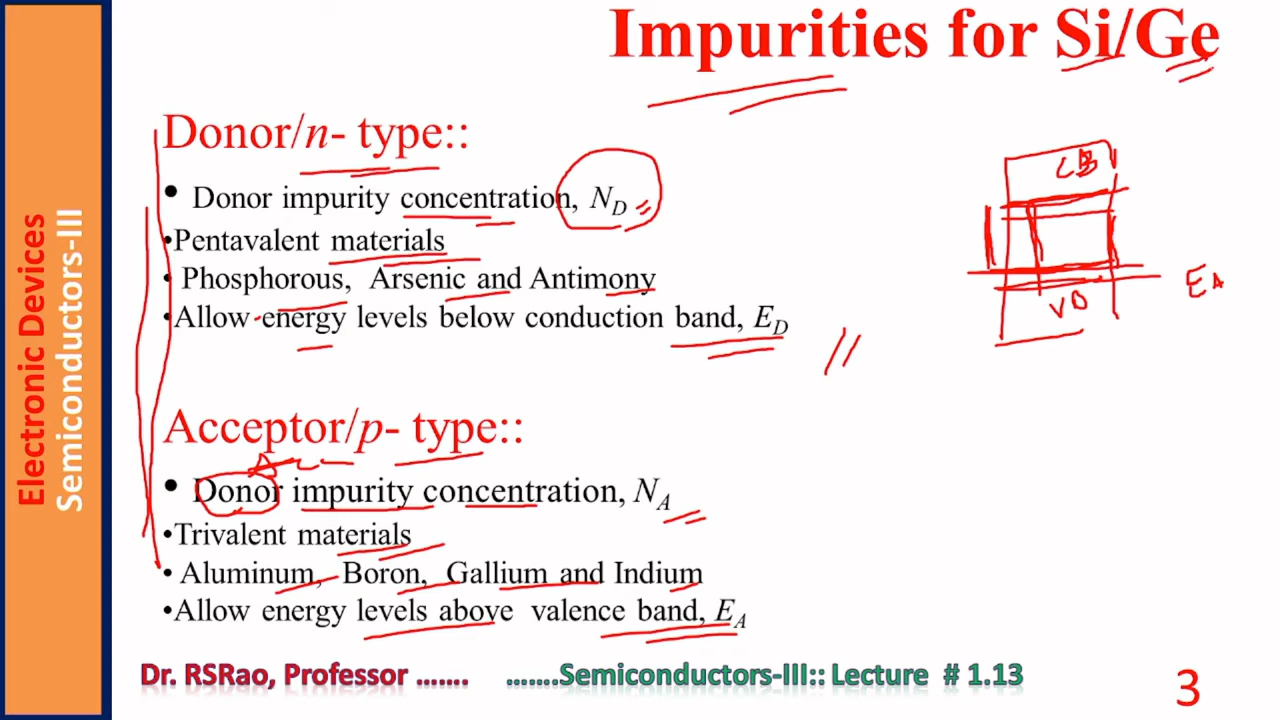 Impurities for Si/Ge
Electronic Devices
Semiconductors-III
Donor/n- type::
• Donor impurity concentration, ND
•Pentavalent materials
• Phosphorous, Arsenic and Antimony
•Allow energy levels below conduction band, ED
CB
VB
EA
Acceptor/p- type::
• Donor impurity concentration, NA
•Trivalent materials
• Aluminum, Boron, Gallium and Indium
•Allow energy levels above valence band, EA
Dr. RSRao, Professor ....... .......Semiconductors-III:: Lecture # 1.13
3